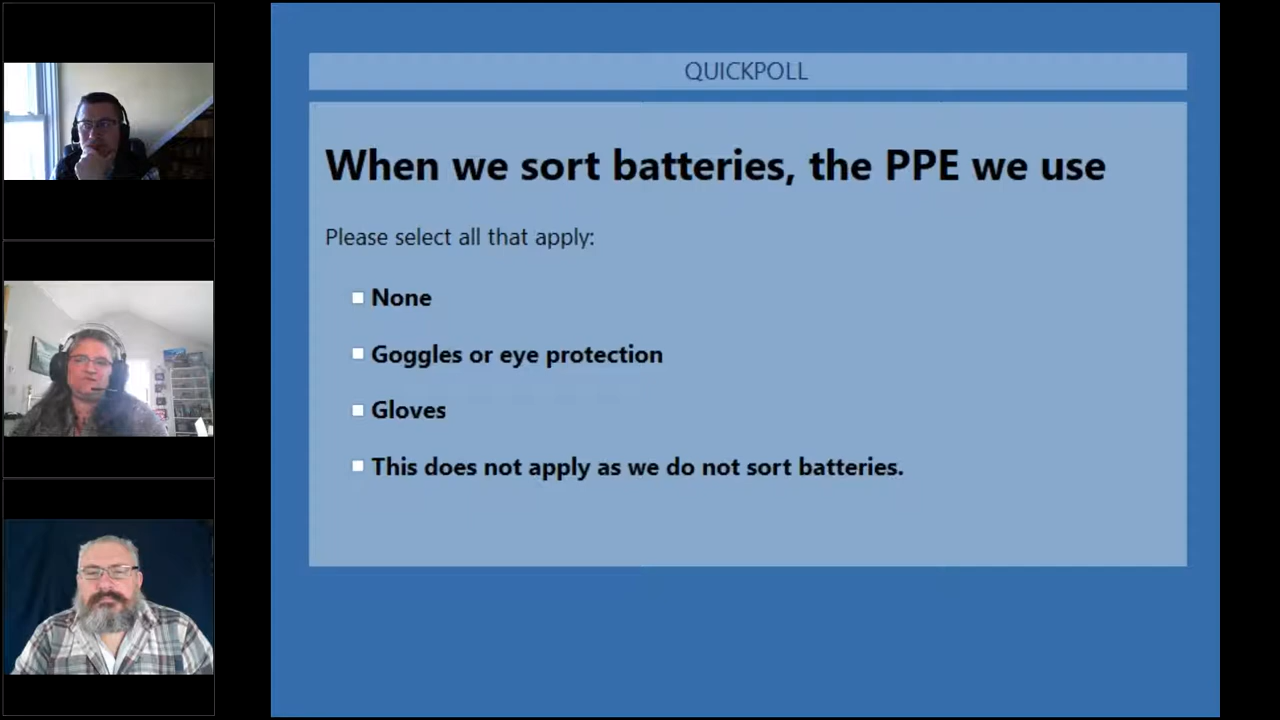 QUICKPOLL
When we sort batteries, the PPE we use
Please select all that apply:
None
Goggles or eye protection
Gloves
This does not apply as we do not sort batteries.